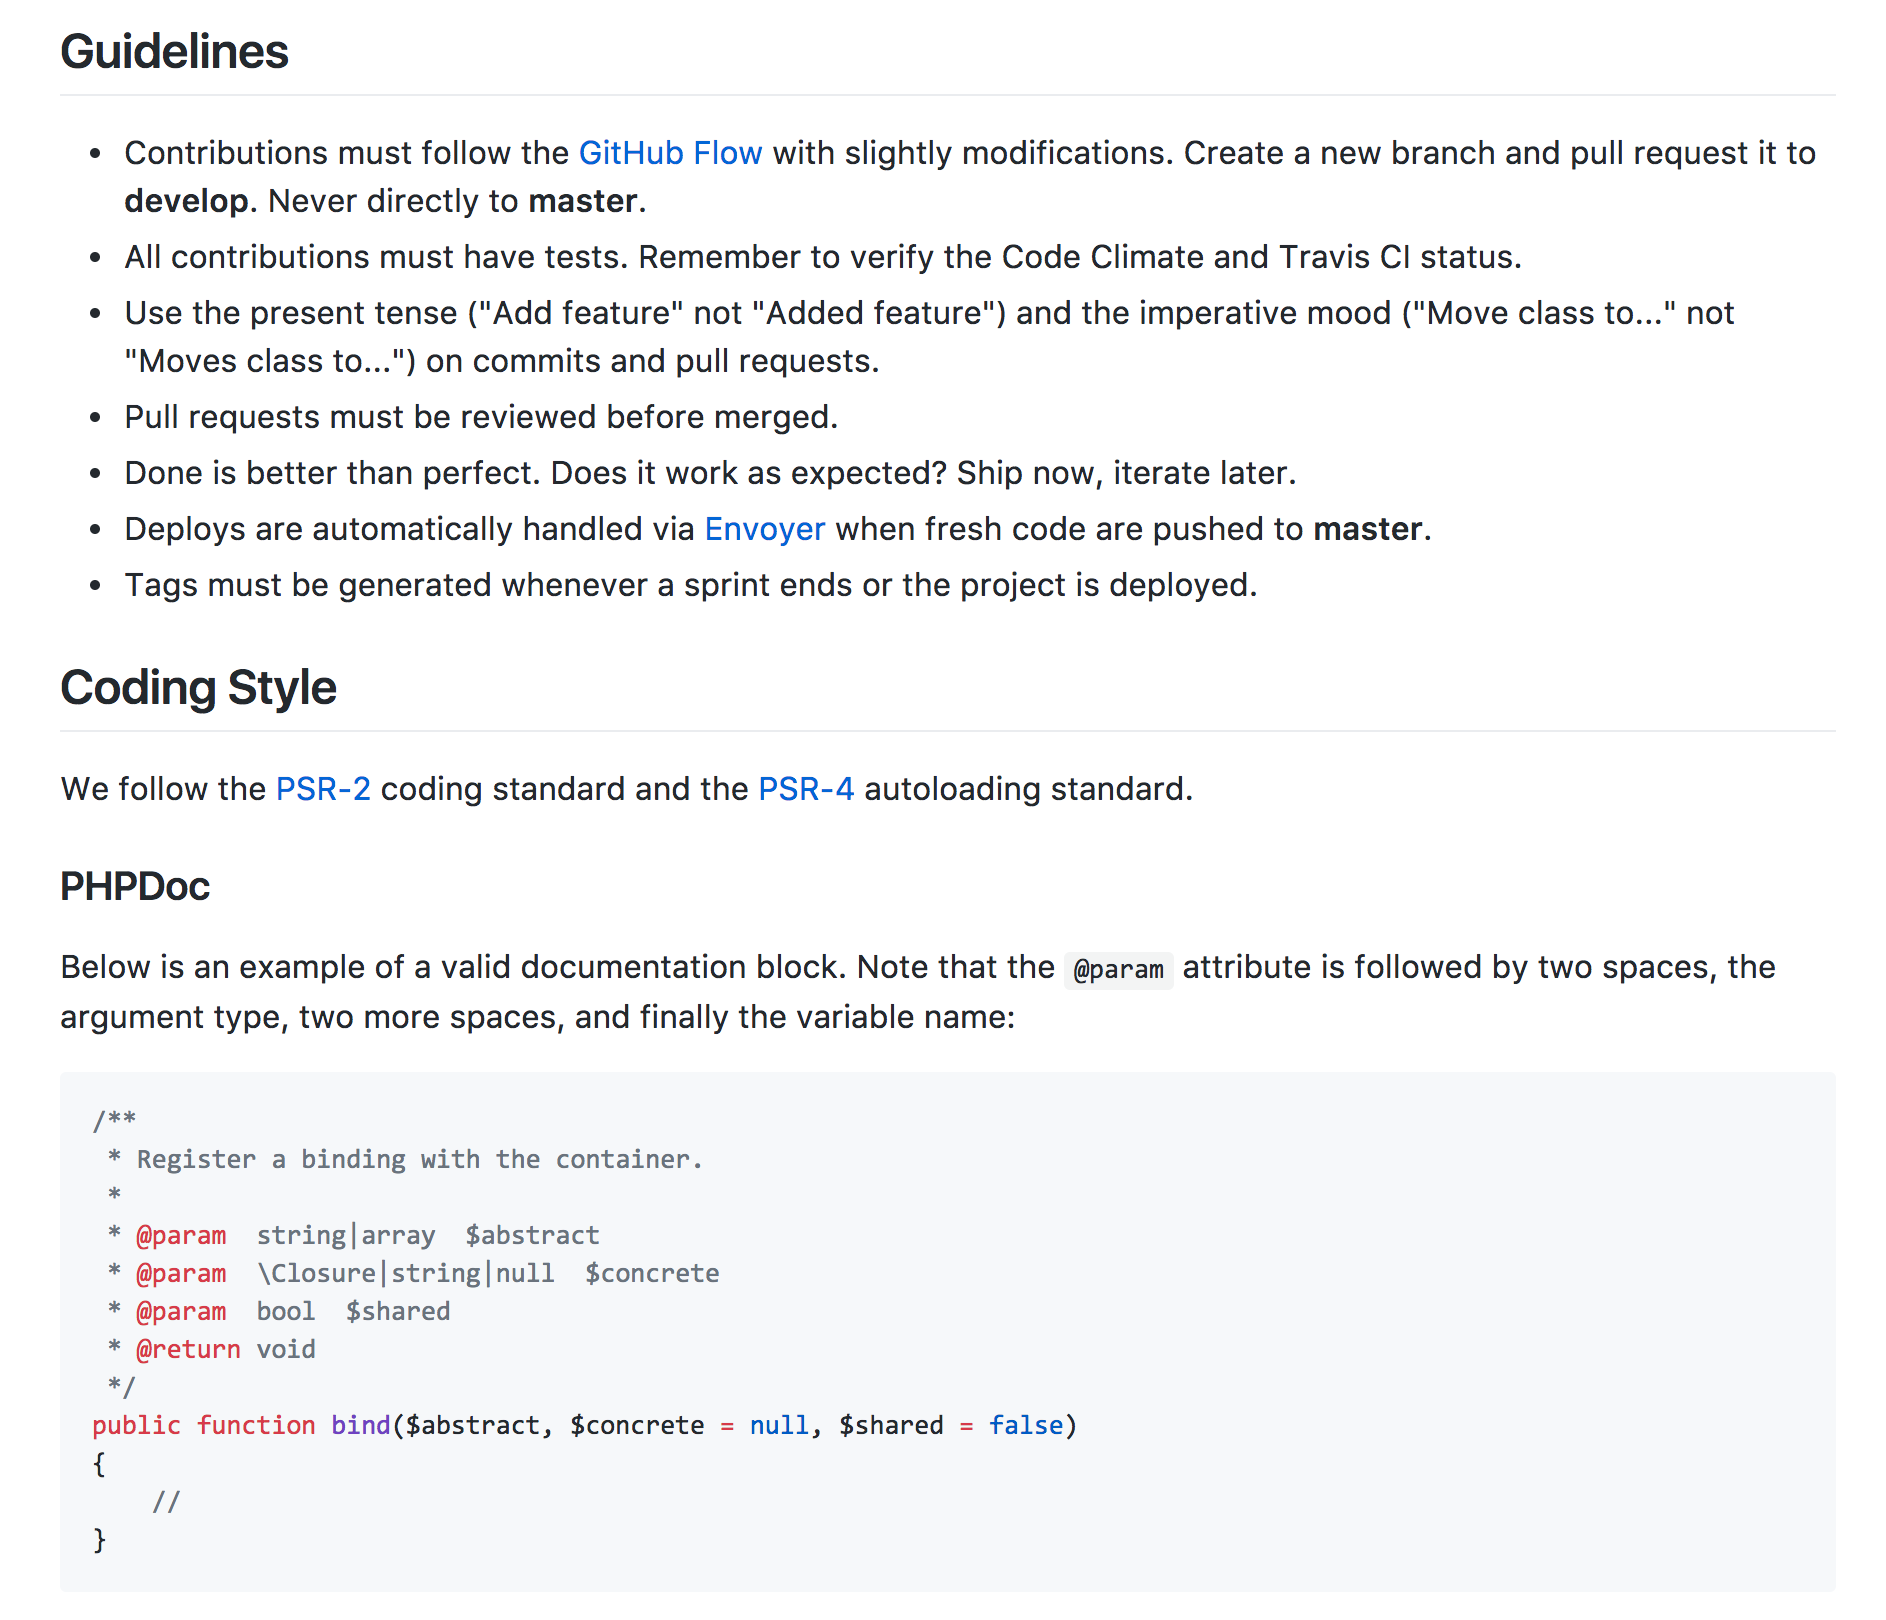 Guidelines
Contributions must follow the GitHub Flow with slightly modifications. Create a new branch and pull request it to
develop. Never directly to master.
All contributions must have tests. Remember to verify the Code Climate and Travis CI status.
Use the present tense ("Add feature" not "Added feature") and the imperative mood ("Move class to..." not
"Moves class to...") on commits and pull requests.
Pull requests must be reviewed before merged.
Done is better than perfect. Does it work as expected? Ship now, iterate later.
Deploys are automatically handled via Envoyer when fresh code are pushed to master.
Tags must be generated whenever a sprint ends or the project is deployed.
Coding Style
We follow the PSR-2 coding standard and the PSR-4 autoloading standard.
PHPDoc
Below is an example of a valid documentation block. Note that the @param attribute is followed by two spaces, the
argument type, two more spaces, and finally the variable name:
/**
 * Register a binding with the container.
 *
 * @param  string|array  $abstract
 * @param  \Closure|string|null  $concrete
 * @param  bool  $shared
 * @return void
 */
public function bind($abstract, $concrete = null, $shared = false)
{
    //
}